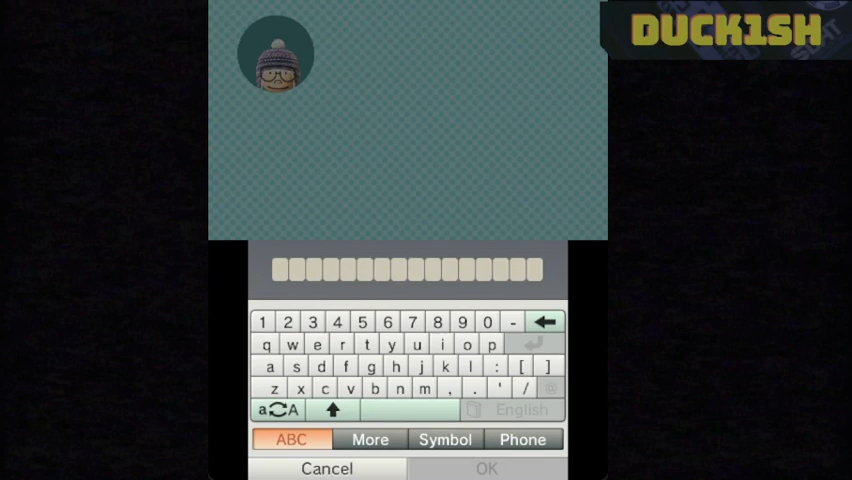 DUCK1SH
1 2 3 4 5 6 7 8 9 0 -
q w e r t y u i o p
a s d f g h j k l : [ ]
z x c v b n m , . ' / @
a A English
ABC More Symbol Phone
Cancel OK